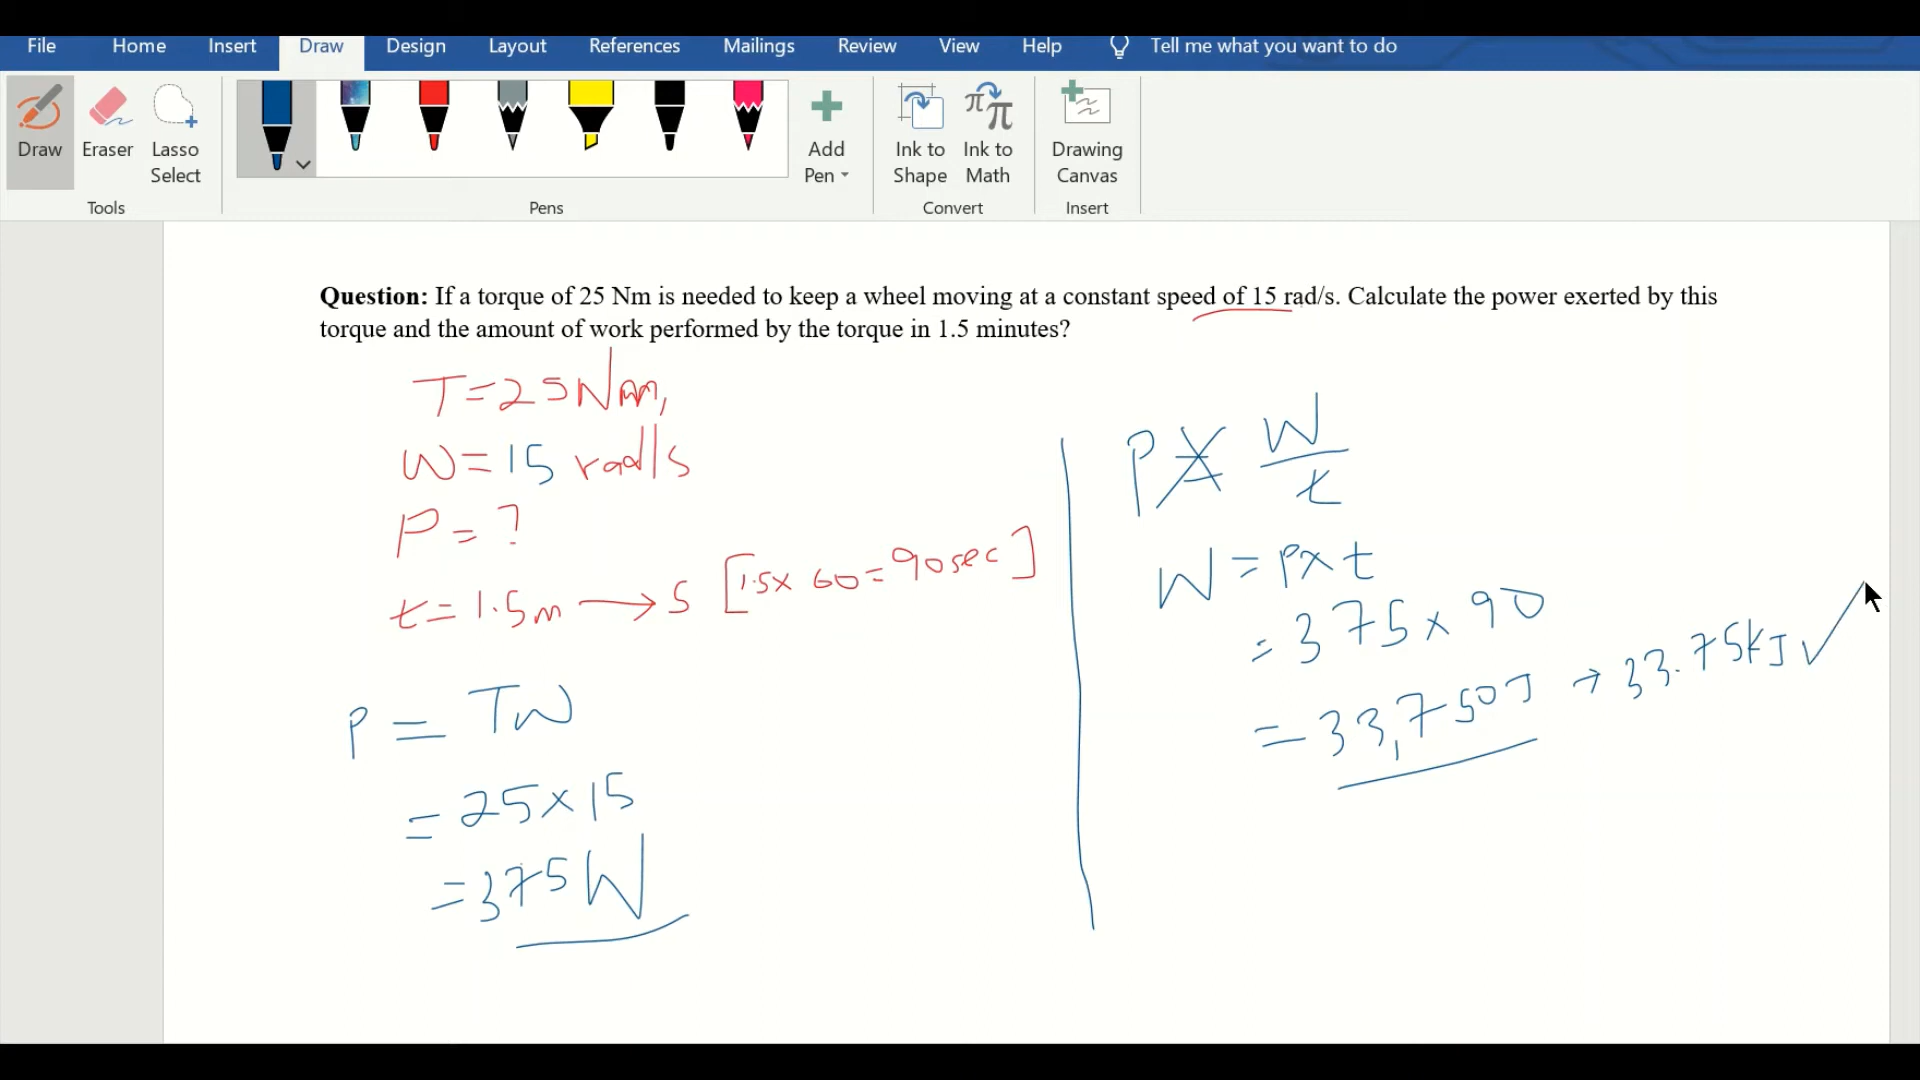 File Home Insert Draw Design Layout References Mailings Review View Help Tell me what you want to do
Draw Eraser Lasso Select Add Pen Ink to Shape Ink to Math Drawing Canvas
Tools Pens Convert Insert
Question: If a torque of 25 Nm is needed to keep a wheel moving at a constant speed of 15 rad/s. Calculate the power exerted by this
torque and the amount of work performed by the torque in 1.5 minutes?
T=25Nm,
W=15 rad/s
P=?
t=1.5m → S [1.5x 60=90sec]
P = TW
=25x15
=375W
P = W/t
W=Pxt
=375x90
=33,750J → 33.75kJ ✓